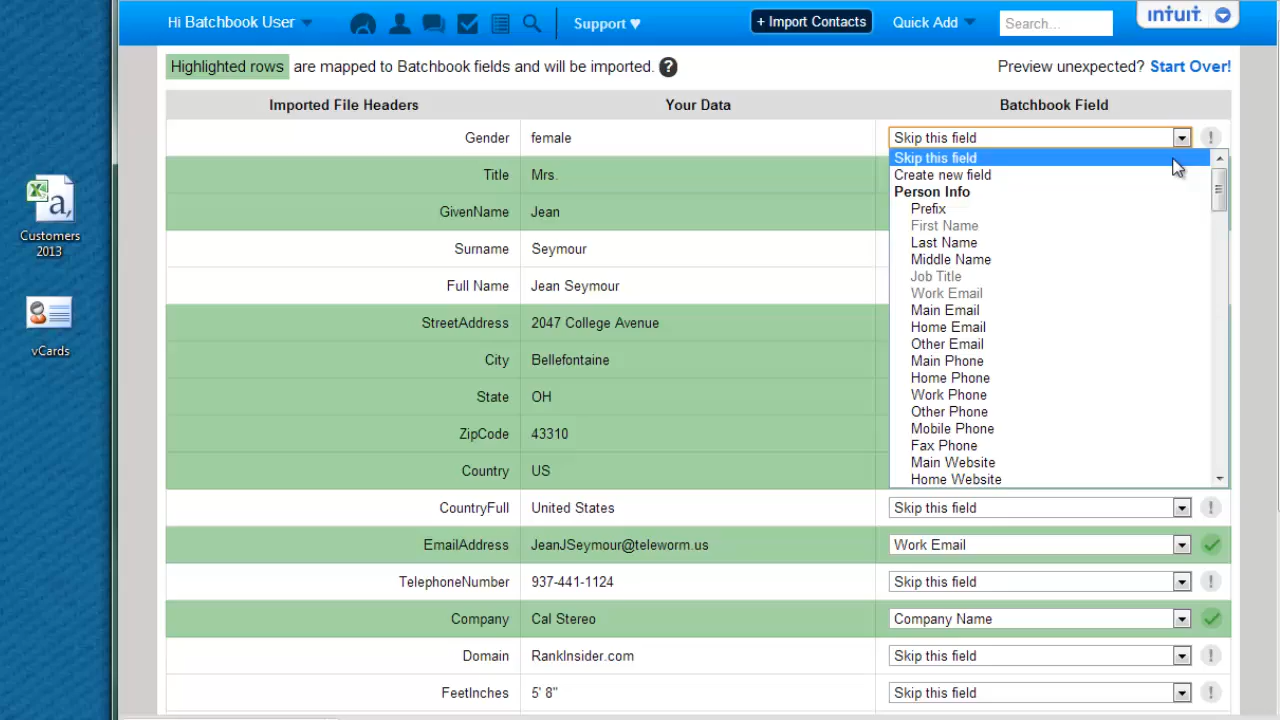 Hi Batchbook User
Support ♥
+ Import Contacts
Quick Add
Search...
intuit.
Highlighted rows are mapped to Batchbook fields and will be imported. ?
Preview unexpected? Start Over!
Imported File Headers Your Data Batchbook Field
Gender female Skip this field !
Title Mrs.
GivenName Jean
Surname Seymour
Full Name Jean Seymour
StreetAddress 2047 College Avenue
City Bellefontaine
State OH
ZipCode 43310
Country US
Skip this field
Create new field
Person Info
Prefix
First Name
Last Name
Middle Name
Job Title
Work Email
Main Email
Home Email
Other Email
Main Phone
Home Phone
Work Phone
Other Phone
Mobile Phone
Fax Phone
Main Website
Home Website
CountryFull United States Skip this field !
EmailAddress JeanJSeymour@teleworm.us Work Email
TelephoneNumber 937-441-1124 Skip this field !
Company Cal Stereo Company Name
Domain RankInsider.com Skip this field !
FeetInches 5' 8" Skip this field !
a,
Customers
2013
vCards